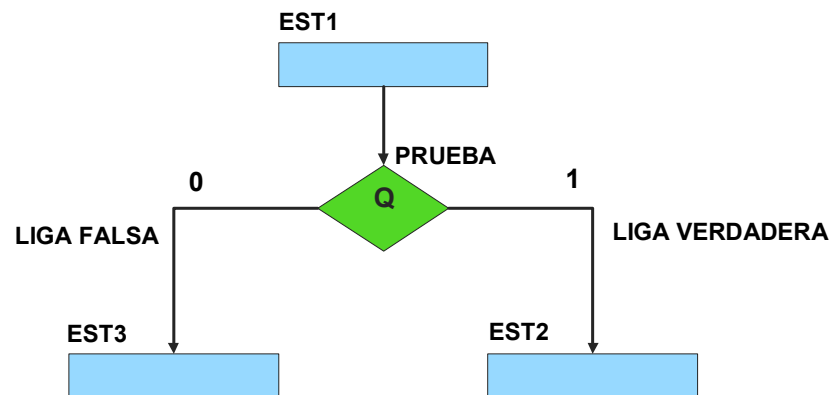 EST1
PRUEBA
0
Q
1
LIGA FALSA
LIGA VERDADERA
EST3
EST2